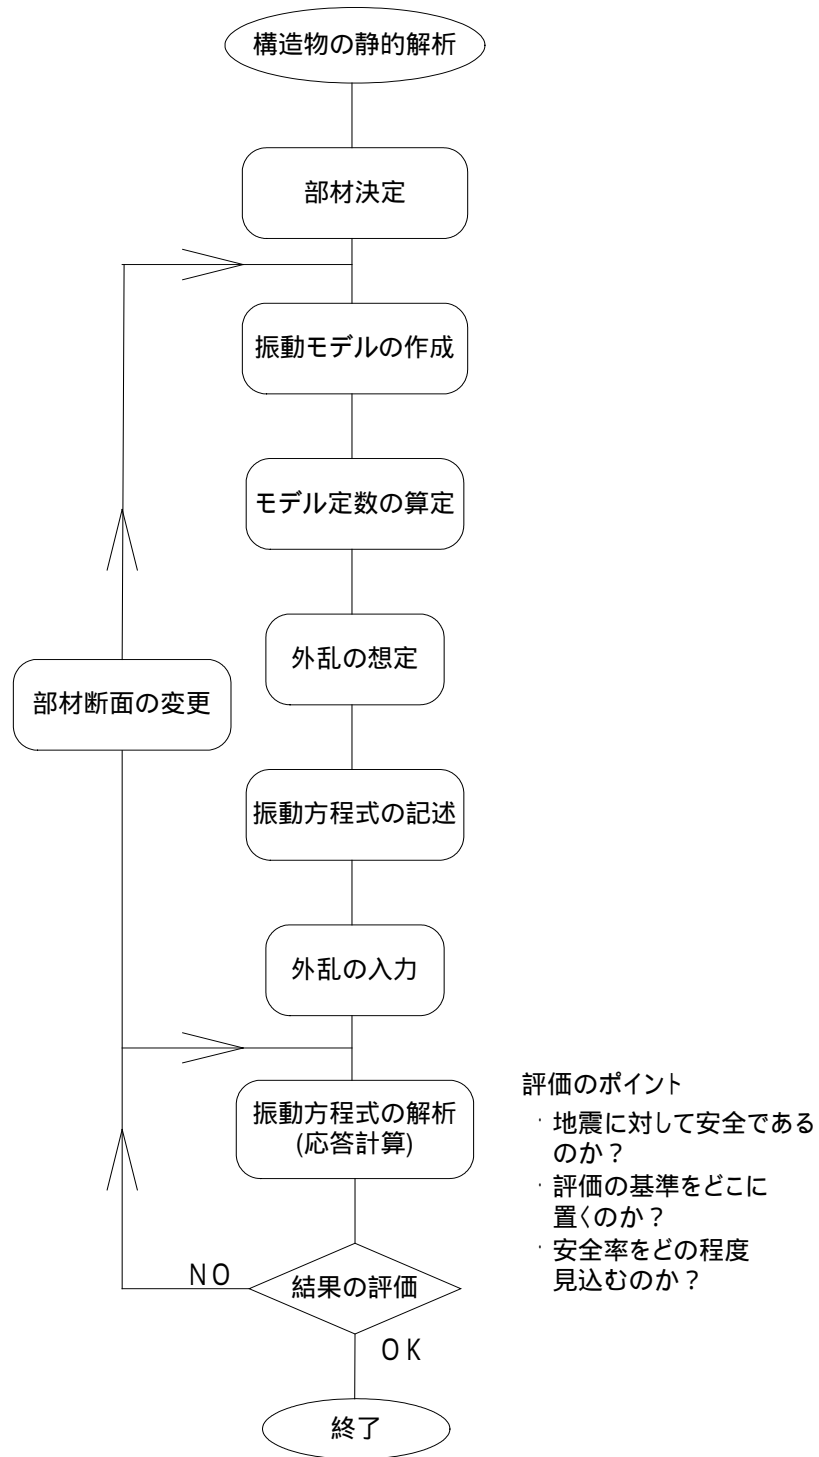 構造物の静的解析
部材決定
振動モデルの作成
モデル定数の算定
外乱の想定
部材断面の変更
振動方程式の記述
外乱の入力
振動方程式の解析
(応答計算)
評価のポイント
・地震に対して安全である
のか？
・評価の基準をどこに
置くのか？
・安全率をどの程度
見込むのか？
NO
結果の評価
OK
終了